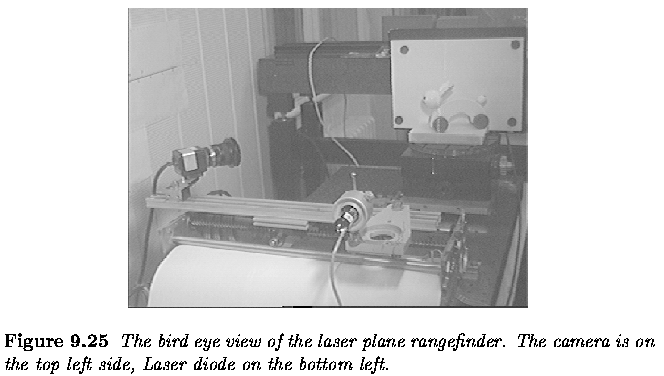 Figure 9.25 The bird eye view of the laser plane rangefinder. The camera is on
the top left side, Laser diode on the bottom left.